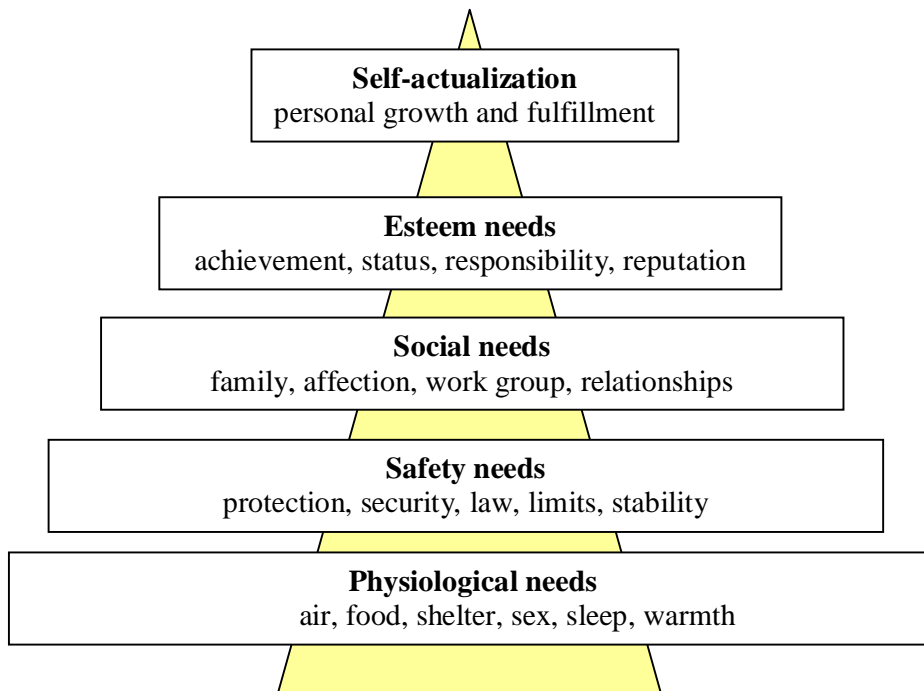 Self-actualization
personal growth and fulfillment
Esteem needs
achievement, status, responsibility, reputation
Social needs
family, affection, work group, relationships
Safety needs
protection, security, law, limits, stability
Physiological needs
air, food, shelter, sex, sleep, warmth